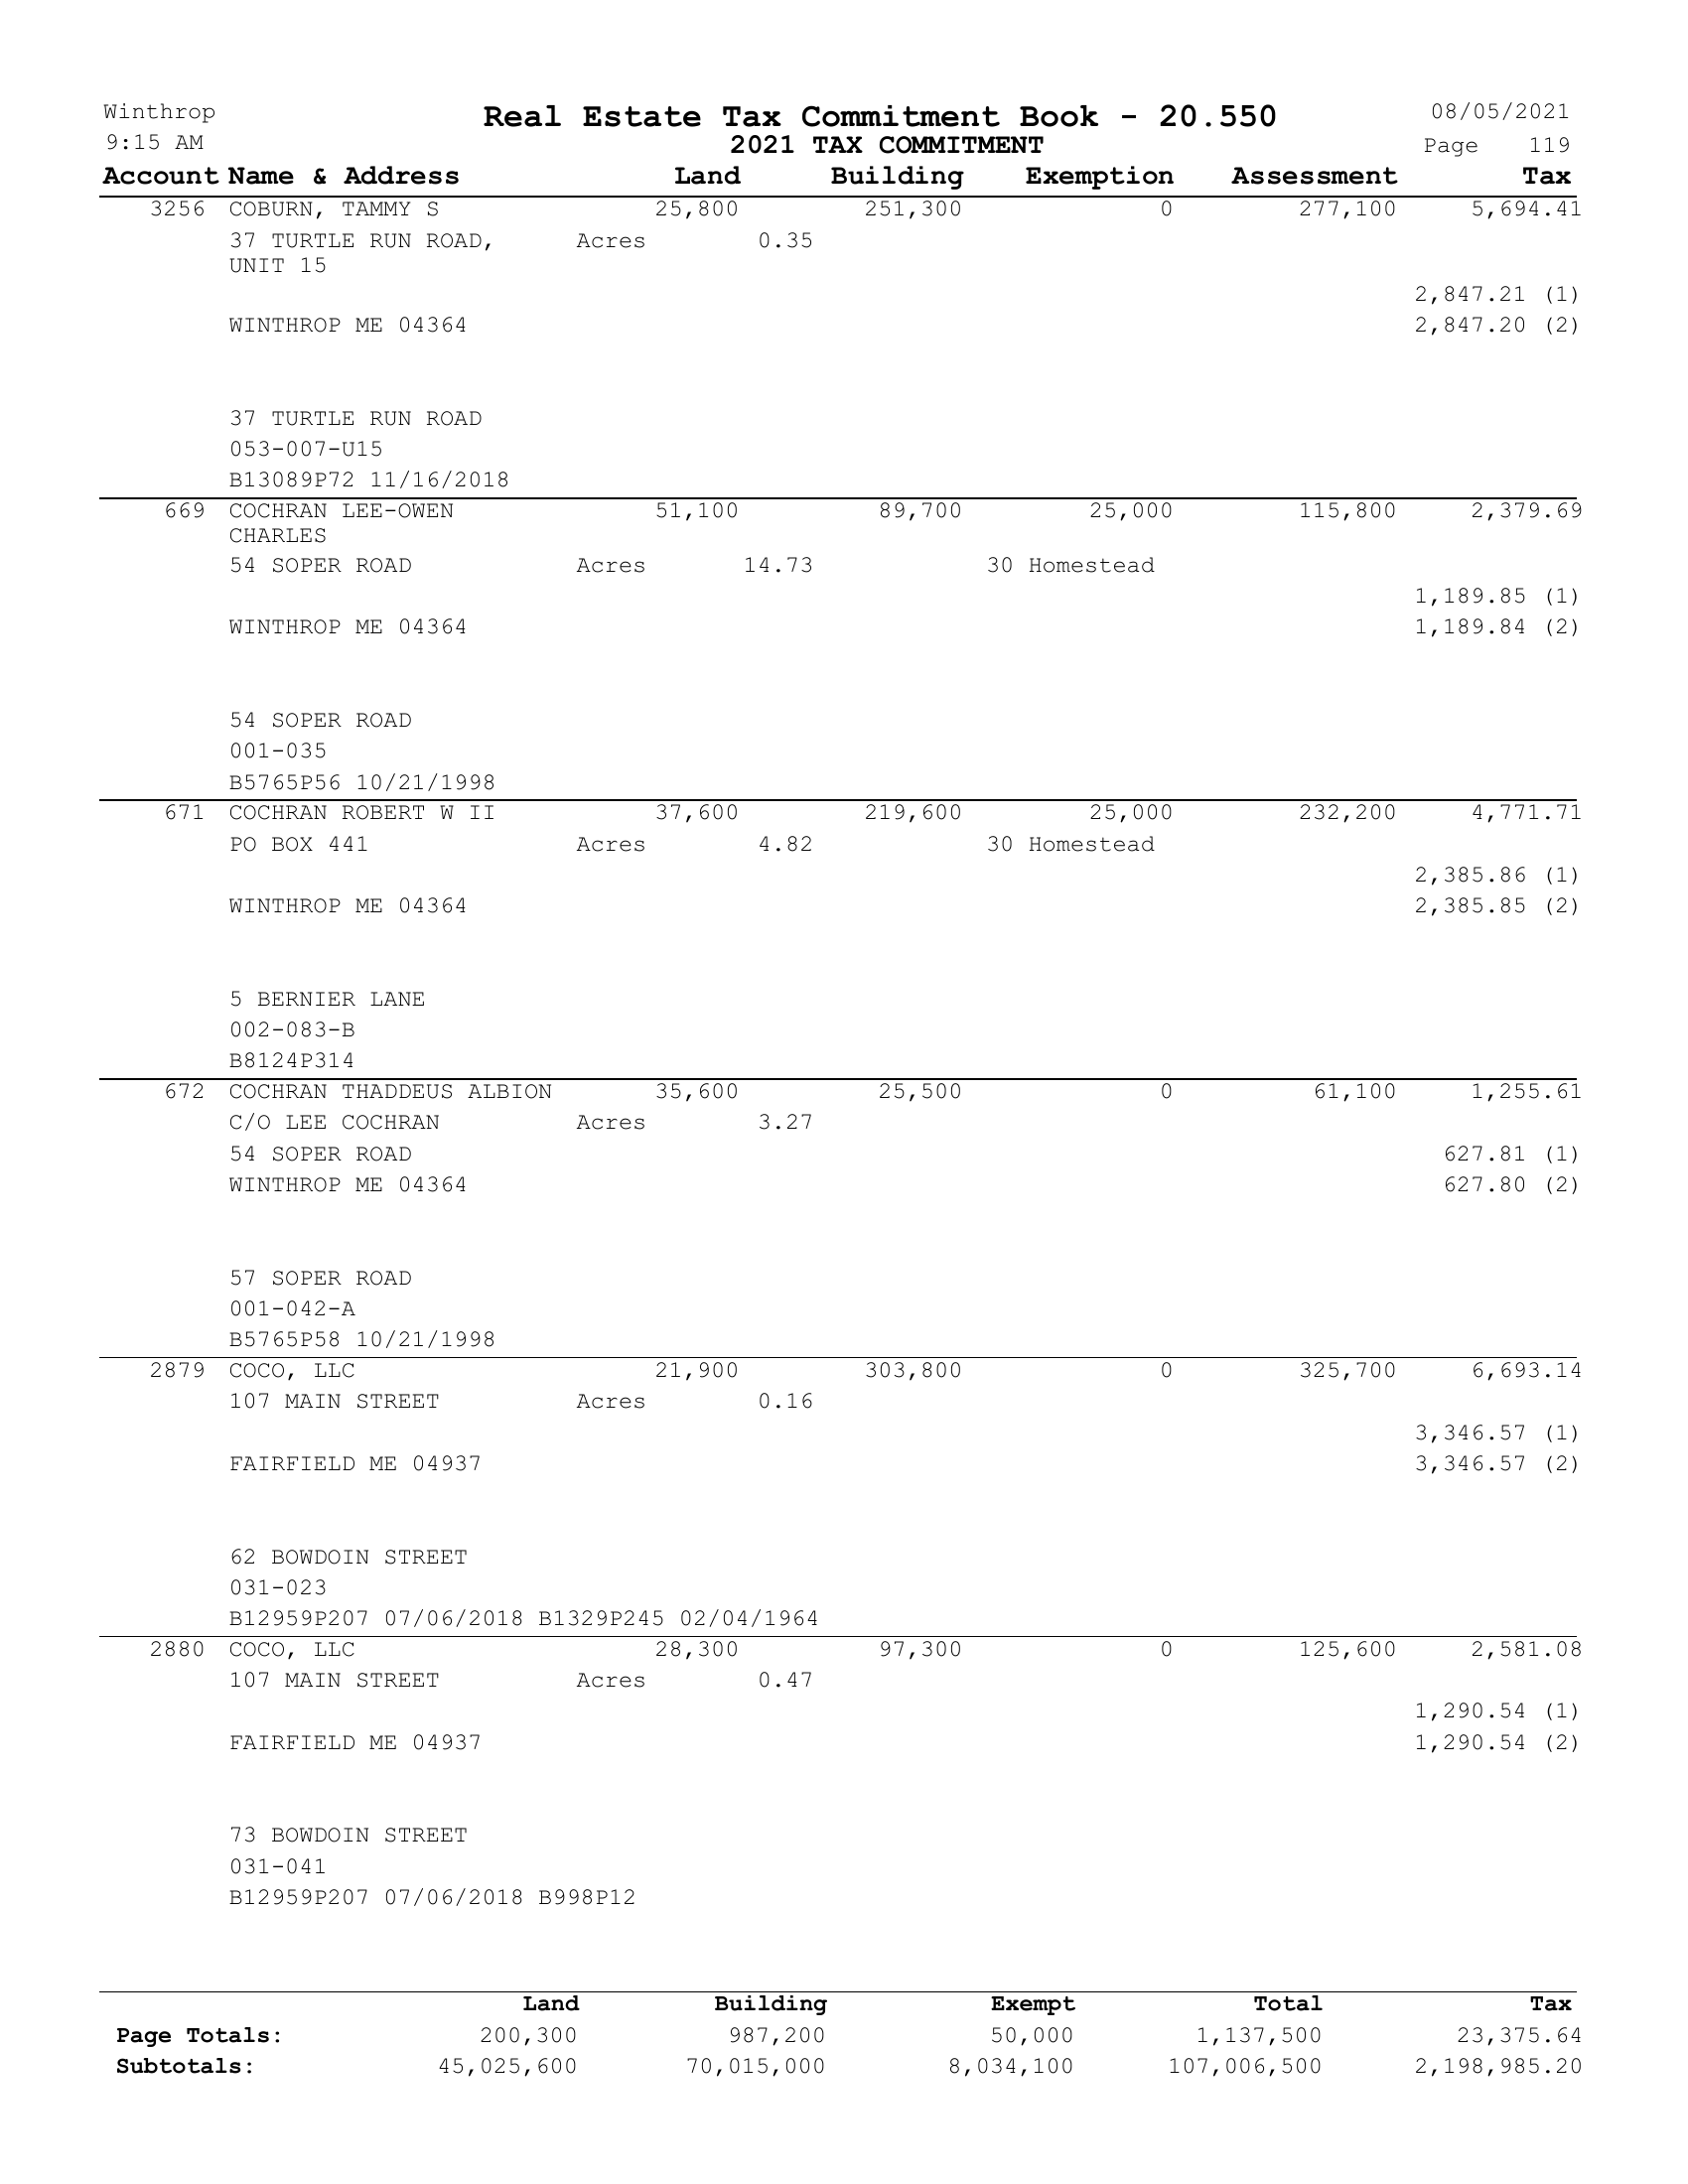 Winthrop Real Estate Tax Commitment Book - 20.550 08/05/2021
9:15 AM 2021 TAX COMMITMENT Page 119
Account Name & Address Land Building Exemption Assessment Tax
3256 COBURN, TAMMY S 25,800 251,300 0 277,100 5,694.41
37 TURTLE RUN ROAD, Acres 0.35
UNIT 15
2,847.21 (1)
WINTHROP ME 04364 2,847.20 (2)
37 TURTLE RUN ROAD
053-007-U15
B13089P72 11/16/2018
669 COCHRAN LEE-OWEN 51,100 89,700 25,000 115,800 2,379.69
CHARLES
54 SOPER ROAD Acres 14.73 30 Homestead
1,189.85 (1)
WINTHROP ME 04364 1,189.84 (2)
54 SOPER ROAD
001-035
B5765P56 10/21/1998
671 COCHRAN ROBERT W II 37,600 219,600 25,000 232,200 4,771.71
PO BOX 441 Acres 4.82 30 Homestead
2,385.86 (1)
WINTHROP ME 04364 2,385.85 (2)
5 BERNIER LANE
002-083-B
B8124P314
672 COCHRAN THADDEUS ALBION 35,600 25,500 0 61,100 1,255.61
C/O LEE COCHRAN Acres 3.27
54 SOPER ROAD 627.81 (1)
WINTHROP ME 04364 627.80 (2)
57 SOPER ROAD
001-042-A
B5765P58 10/21/1998
2879 COCO, LLC 21,900 303,800 0 325,700 6,693.14
107 MAIN STREET Acres 0.16
3,346.57 (1)
FAIRFIELD ME 04937 3,346.57 (2)
62 BOWDOIN STREET
031-023
B12959P207 07/06/2018 B1329P245 02/04/1964
2880 COCO, LLC 28,300 97,300 0 125,600 2,581.08
107 MAIN STREET Acres 0.47
1,290.54 (1)
FAIRFIELD ME 04937 1,290.54 (2)
73 BOWDOIN STREET
031-041
B12959P207 07/06/2018 B998P12
Land Building Exempt Total Tax
Page Totals: 200,300 987,200 50,000 1,137,500 23,375.64
Subtotals: 45,025,600 70,015,000 8,034,100 107,006,500 2,198,985.20